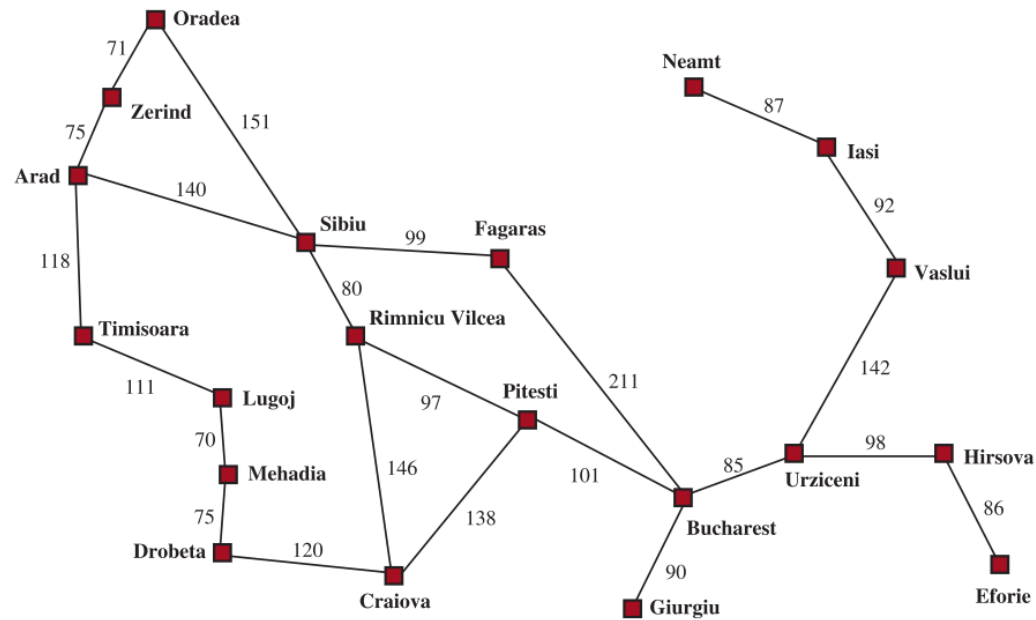 Oradea
71
Neamt
Zerind
87
151
75
Iasi
Arad
140
92
Sibiu
Fagaras
99
118
Vaslui
80
Timisoara
Rimnicu Vilcea
142
111
Pitesti
211
Lugoj
97
70
98
Hirsova
146
85
Mehadia
101
Urziceni
86
138
75
Bucharest
Drobeta
120
90
Craiova
Giurgiu
Eforie